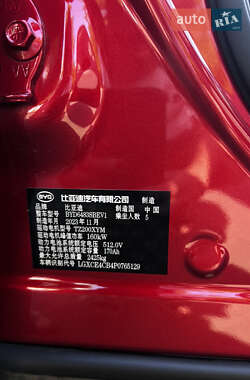 auto.RIA.com
BYD 比亚迪汽车有限公司 制造
品牌 比亚迪 制造国 中国
整车型号 BYD6483SBEV1 乘坐人数 5
制造年月 2023年11月
驱动电机型号 TZ200XYM
驱动电机峰值功率 160kW
动力电池系统额定电压 512.0V
动力电池系统额定容量 170Ah
最大允许总质量 2425kg
车辆识别代号 LGXCE4CB4P0765129